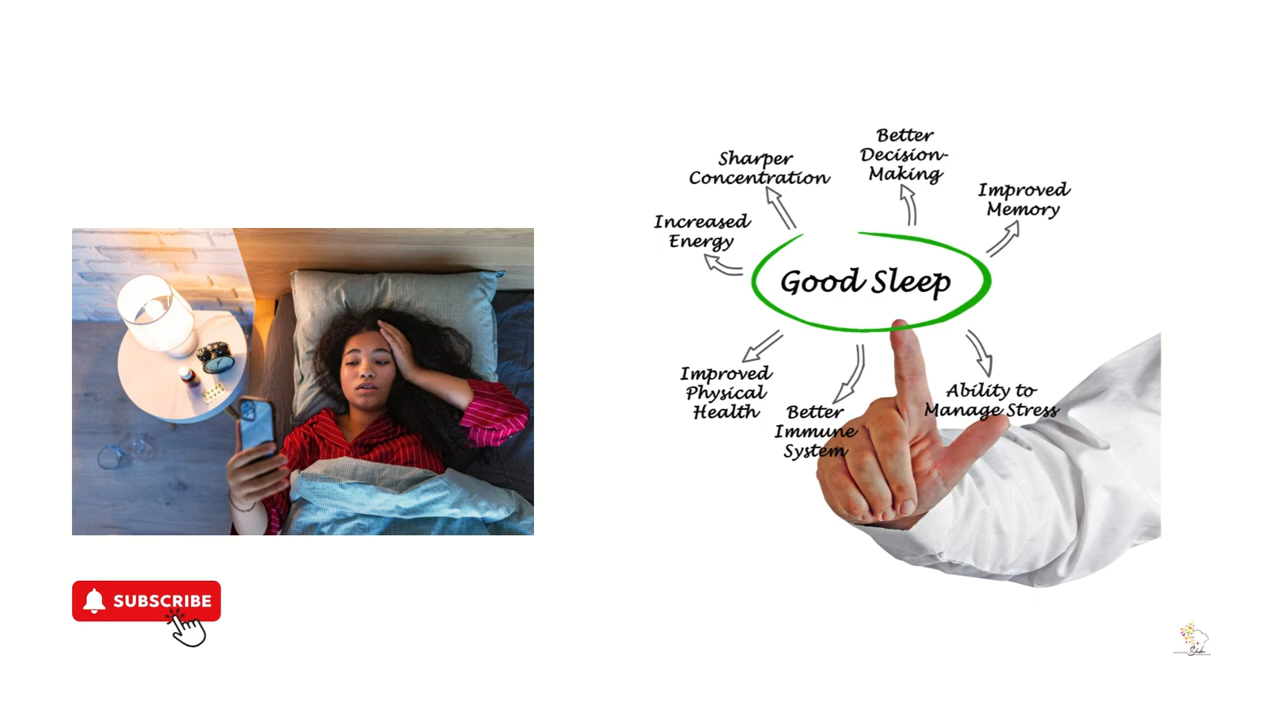 Better
Decision-
Making
Sharper
Concentration
Improved
Memory
Increased
Energy
Good Sleep
Improved
Physical
Health
Better
Immune
System
Ability to
Manage Stress
SUBSCRIBE